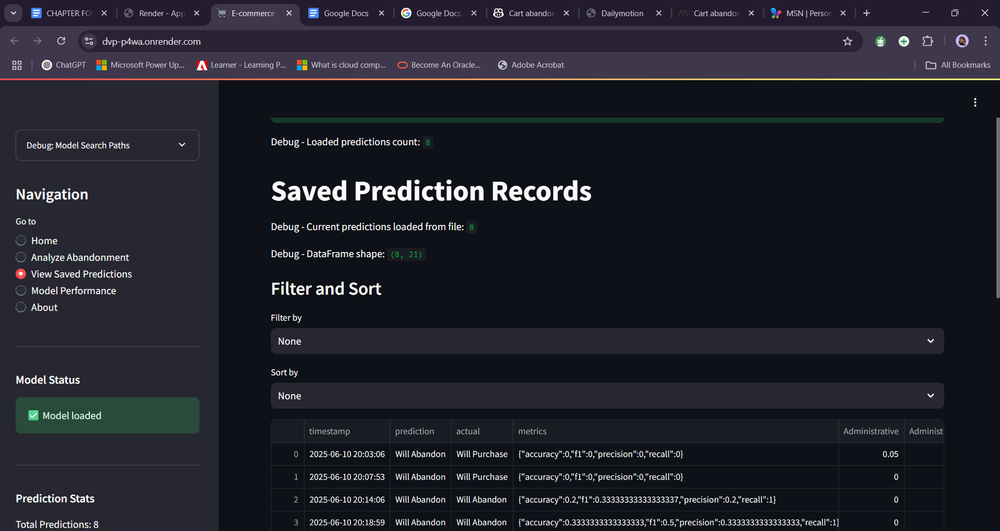 CHAPTER FO
Render - App
E-commerce
Google Docs
Google Docs:
Cart abandon
Dailymotion
Cart abandon
MSN | Person
dvp-p4wa.onrender.com
ChatGPT
Microsoft Power Up...
Learner - Learning P...
What is cloud comp...
Become An Oracle...
Adobe Acrobat
All Bookmarks
Debug: Model Search Paths
Navigation
Go to
Home
Analyze Abandonment
View Saved Predictions
Model Performance
About
Model Status
✅ Model loaded
Prediction Stats
Total Predictions: 8
Debug - Loaded predictions count: 8
Saved Prediction Records
Debug - Current predictions loaded from file: 8
Debug - DataFrame shape: (8, 21)
Filter and Sort
Filter by
None
Sort by
None
timestamp prediction actual metrics Administrative Administ
0 2025-06-10 20:03:06 Will Abandon Will Purchase {"accuracy":0,"f1":0,"precision":0,"recall":0} 0.05
1 2025-06-10 20:07:53 Will Abandon Will Purchase {"accuracy":0,"f1":0,"precision":0,"recall":0} 0
2 2025-06-10 20:14:06 Will Abandon Will Abandon {"accuracy":0.2,"f1":0.33333333333333337,"precision":0.2,"recall":1} 0
3 2025-06-10 20:18:59 Will Abandon Will Abandon {"accuracy":0.3333333333333333,"f1":0.5,"precision":0.3333333333333333,"recall":1} 0